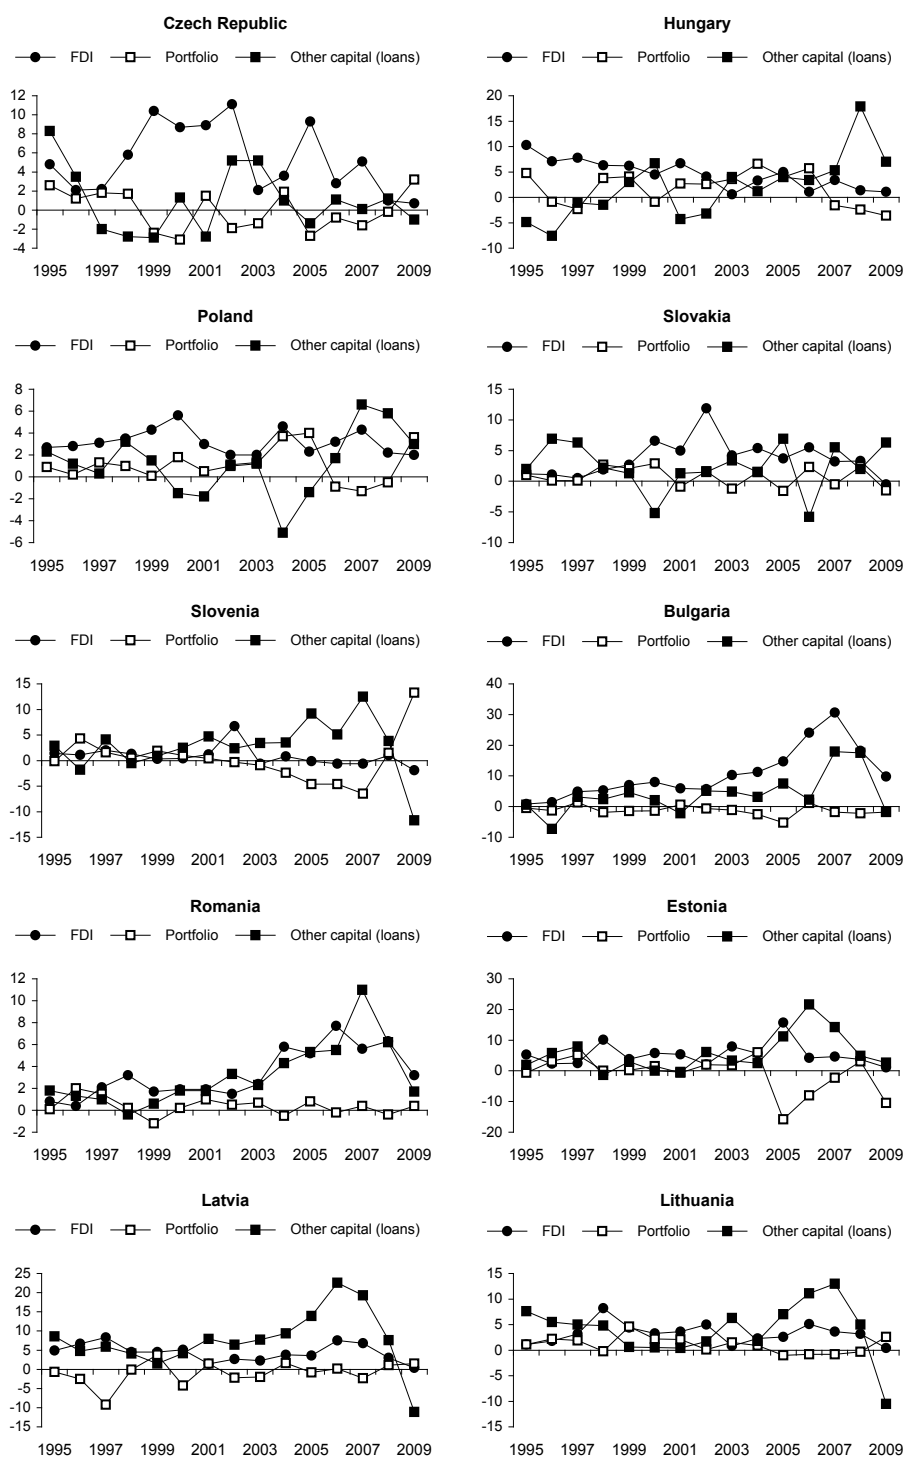 Czech Republic
FDI Portfolio Other capital (loans)
12
10
8
6
4
2
0
-2
-4
1995 1997 1999 2001 2003 2005 2007 2009
Hungary
FDI Portfolio Other capital (loans)
20
15
10
5
0
-5
-10
1995 1997 1999 2001 2003 2005 2007 2009
Poland
FDI Portfolio Other capital (loans)
8
6
4
2
0
-2
-4
-6
1995 1997 1999 2001 2003 2005 2007 2009
Slovakia
FDI Portfolio Other capital (loans)
15
10
5
0
-5
-10
1995 1997 1999 2001 2003 2005 2007 2009
Slovenia
FDI Portfolio Other capital (loans)
15
10
5
0
-5
-10
-15
1995 1997 1999 2001 2003 2005 2007 2009
Bulgaria
FDI Portfolio Other capital (loans)
40
30
20
10
0
-10
1995 1997 1999 2001 2003 2005 2007 2009
Romania
FDI Portfolio Other capital (loans)
12
10
8
6
4
2
0
-2
1995 1997 1999 2001 2003 2005 2007 2009
Estonia
FDI Portfolio Other capital (loans)
30
20
10
0
-10
-20
1995 1997 1999 2001 2003 2005 2007 2009
Latvia
FDI Portfolio Other capital (loans)
25
20
15
10
5
0
-5
-10
-15
1995 1997 1999 2001 2003 2005 2007 2009
Lithuania
FDI Portfolio Other capital (loans)
15
10
5
0
-5
-10
-15
1995 1997 1999 2001 2003 2005 2007 2009